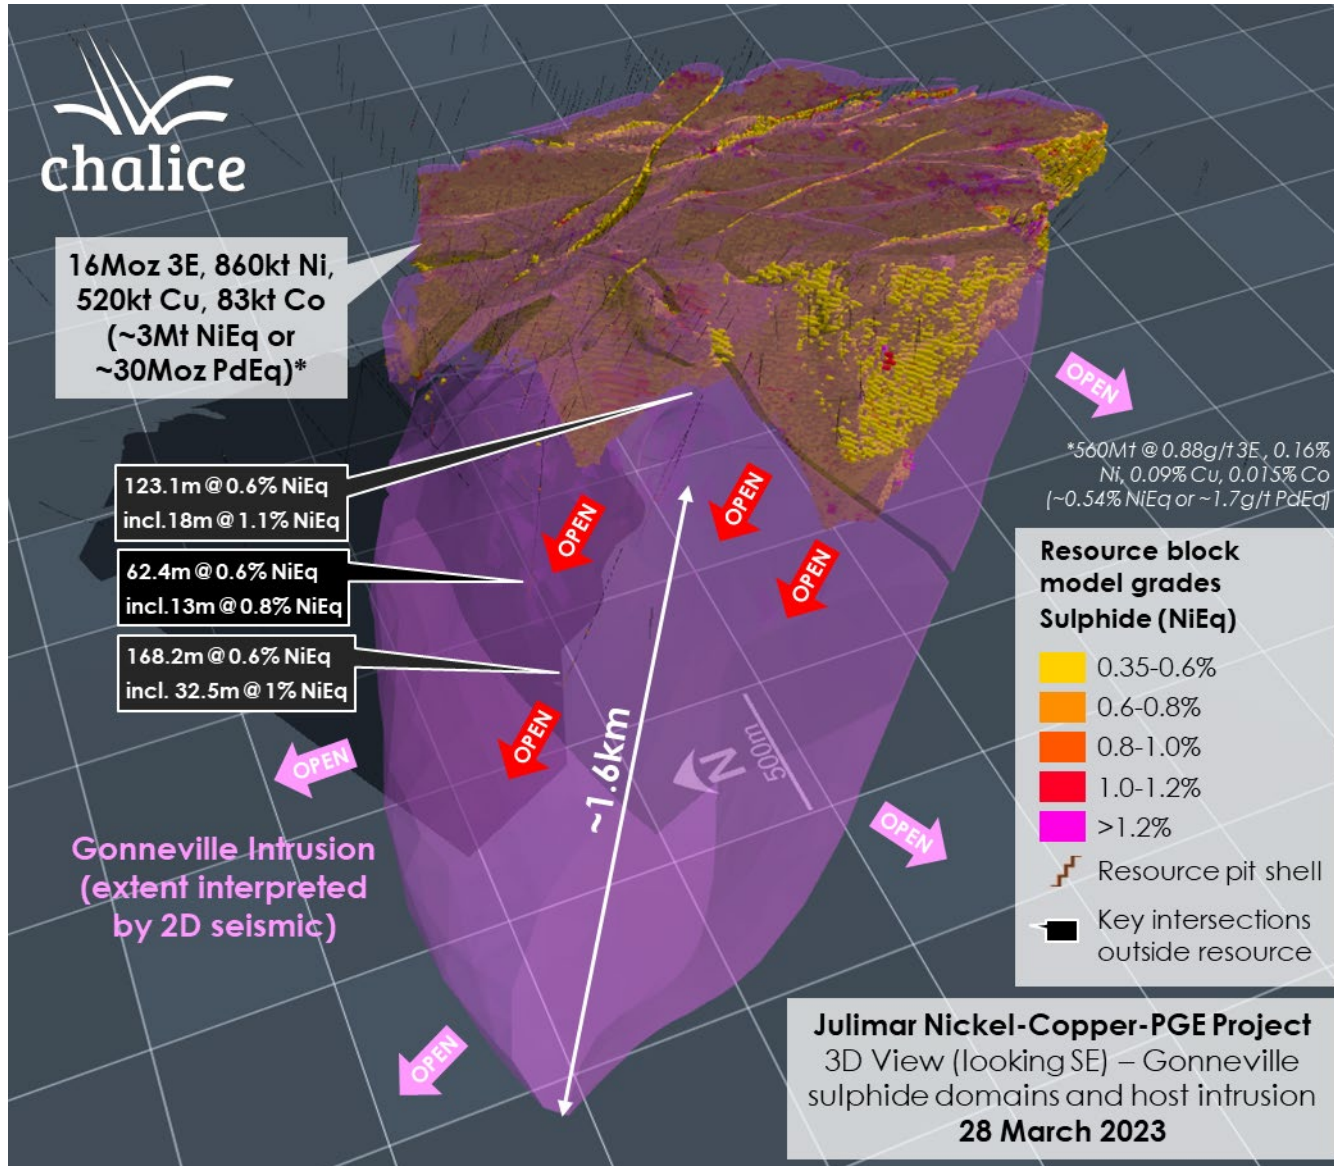 chalice
16Moz 3E, 860kt Ni,
520kt Cu, 83kt Co
(~3Mt NiEq or
~30Moz PdEq)*
OPEN
*560Mt @ 0.88g/t 3E, 0.16%
Ni, 0.09% Cu, 0.015% Co
(~0.54% NiEq or ~1.7g/t PdEq)
123.1m @ 0.6% NiEq
incl.18m @ 1.1% NiEq
62.4m @ 0.6% NiEq
incl.13m @ 0.8% NiEq
168.2m @ 0.6% NiEq
incl. 32.5m @ 1% NiEq
OPEN
OPEN
OPEN
OPEN
~1.6km
N
500m
OPEN
OPEN
OPEN
Gonneville Intrusion
(extent interpreted
by 2D seismic)
Resource block
model grades
Sulphide (NiEq)
0.35-0.6%
0.6-0.8%
0.8-1.0%
1.0-1.2%
>1.2%
Resource pit shell
Key intersections
outside resource
Julimar Nickel-Copper-PGE Project
3D View (looking SE) – Gonneville
sulphide domains and host intrusion
28 March 2023